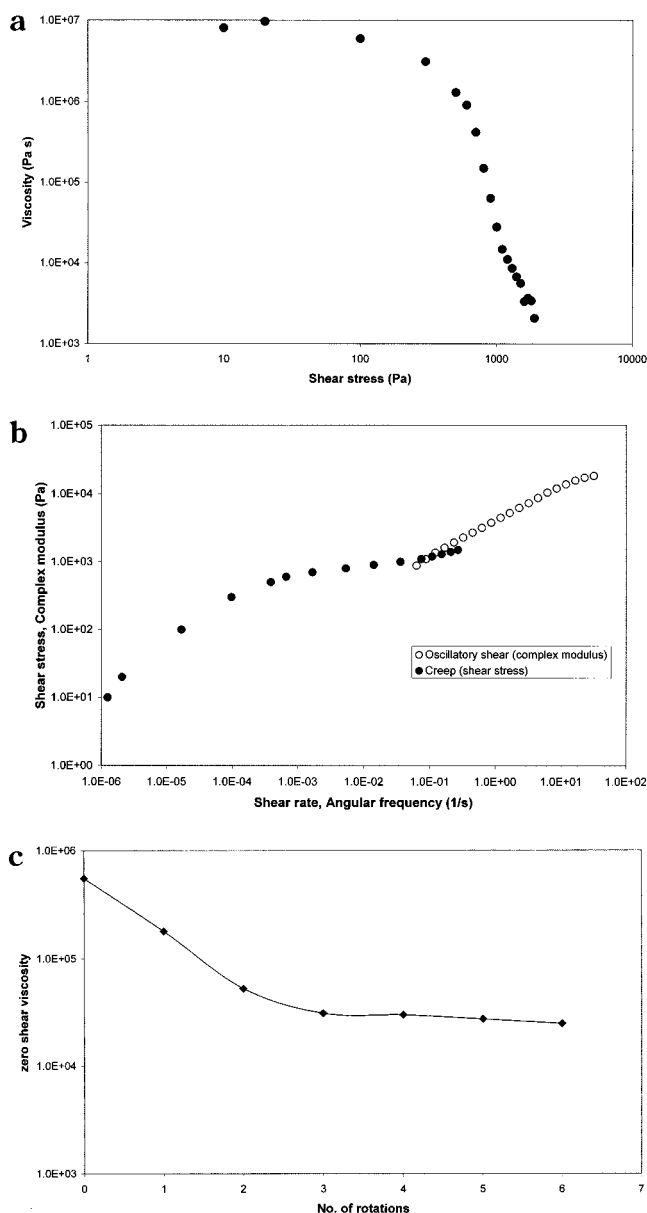 a
1.0E+07
1.0E+06
1.0E+05
1.0E+04
1.0E+03
Viscosity (Pa s)
1 10 100 1000 10000
Shear stress (Pa)
b
1.0E+05
1.0E+04
1.0E+03
1.0E+02
1.0E+01
1.0E+00
Shear stress, Complex modulus (Pa)
Oscillatory shear (complex modulus)
Creep (shear stress)
1.0E-06 1.0E-05 1.0E-04 1.0E-03 1.0E-02 1.0E-01 1.0E+00 1.0E+01 1.0E+02
Shear rate, Angular frequency (1/s)
c
1.0E+06
1.0E+05
1.0E+04
1.0E+03
zero shear viscosity
0 1 2 3 4 5 6 7
No. of rotations